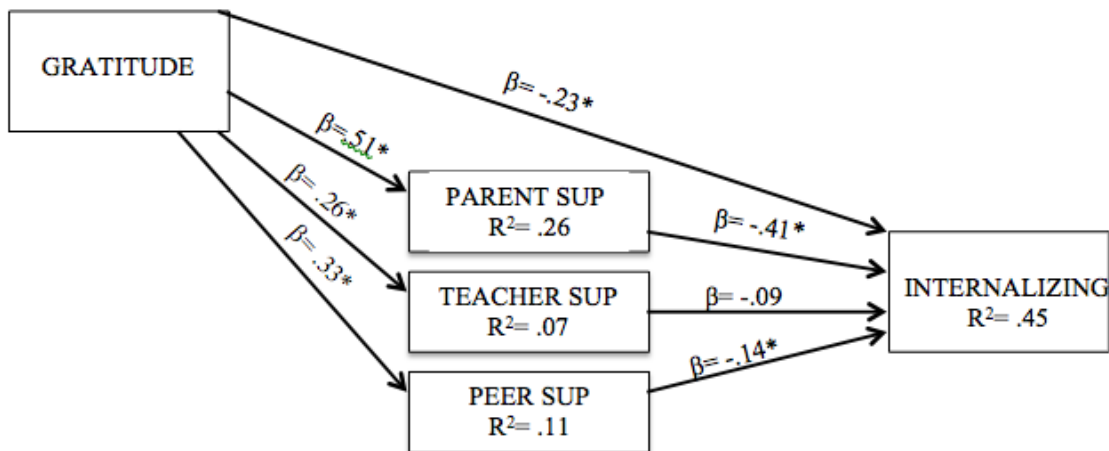 GRATITUDE
β= -.23*
β=.51*
β= .26*
β= .33*
PARENT SUP
R²= .26
β= -.41*
TEACHER SUP
R²= .07
β= -.09
INTERNALIZING
R²= .45
β= -.14*
PEER SUP
R²= .11